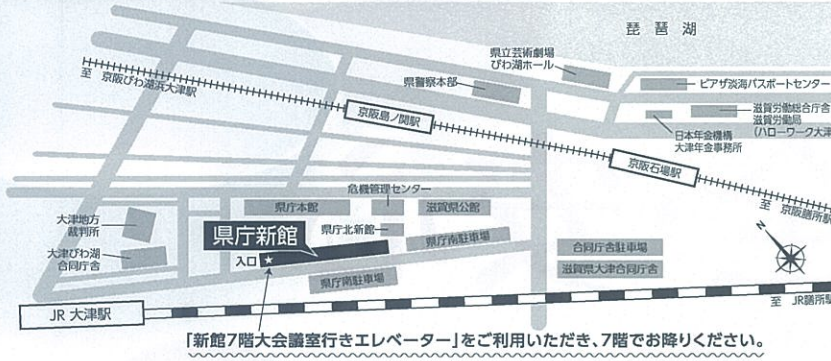 琵琶湖
県立芸術劇場
びわ湖ホール
ピアザ淡海パスポートセンター
県警察本部
至 京阪びわ湖浜大津駅
滋賀労働総合庁舎
滋賀労働局
(ハローワーク大津
京阪島ノ関駅
日本年金機構
大津年金事務所
京阪石場駅
至 京阪膳所駅
危機管理センター
県庁本館
滋賀県公館
大津地方
裁判所
県庁北新館
県庁新館
県庁南駐車場
N
大津びわ湖
合同庁舎
入口
合同庁舎駐車場
滋賀県大津合同庁舎
県庁南駐車場
至 JR膳所駅
JR 大津駅
「新館7階大会議室行きエレベーター」をご利用いただき、7階でお降りください。